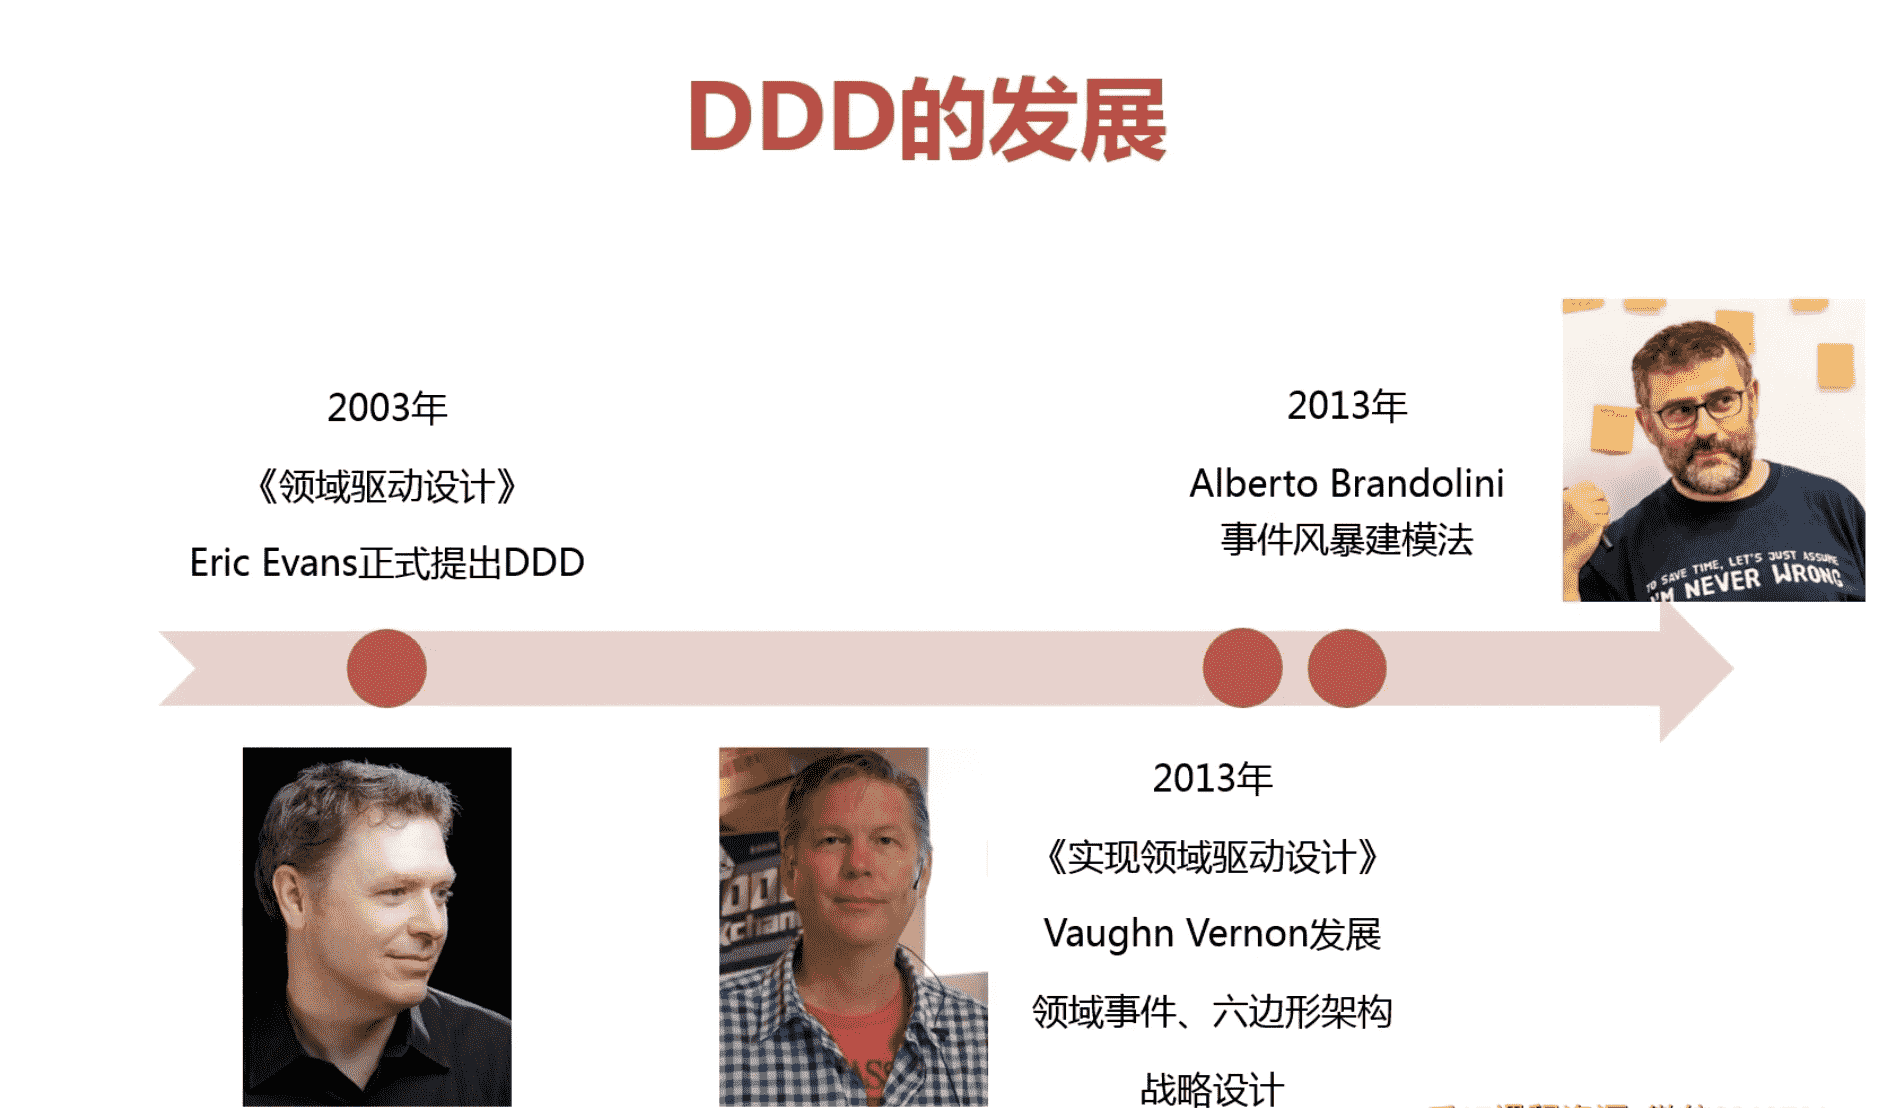 DDD的发展
2003年
《领域驱动设计》
Eric Evans正式提出DDD
2013年
Alberto Brandolini
事件风暴建模法
TO SAVE TIME, LET'S JUST ASSUME
I'M NEVER WRONG
2013年
《实现领域驱动设计》
Vaughn Vernon发展
领域事件、六边形架构
战略设计